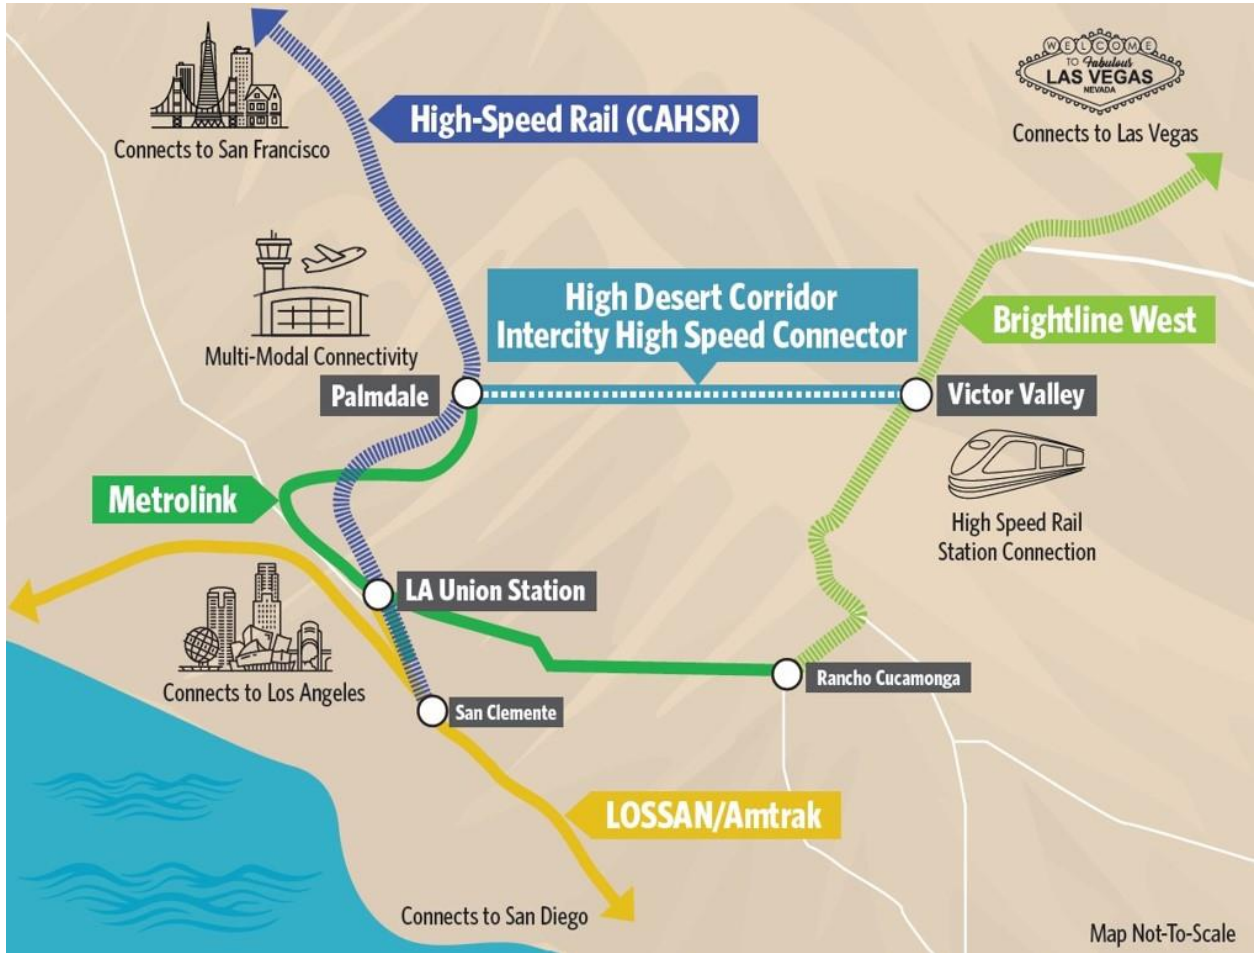 WELCOME
TO Fabulous
LAS VEGAS
NEVADA
Connects to Las Vegas
High-Speed Rail (CAHSR)
Connects to San Francisco
High Desert Corridor
Intercity High Speed Connector
Brightline West
Multi-Modal Connectivity
Palmdale
Victor Valley
Metrolink
High Speed Rail
Station Connection
LA Union Station
Connects to Los Angeles
Rancho Cucamonga
San Clemente
LOSSAN/Amtrak
Connects to San Diego
Map Not-To-Scale